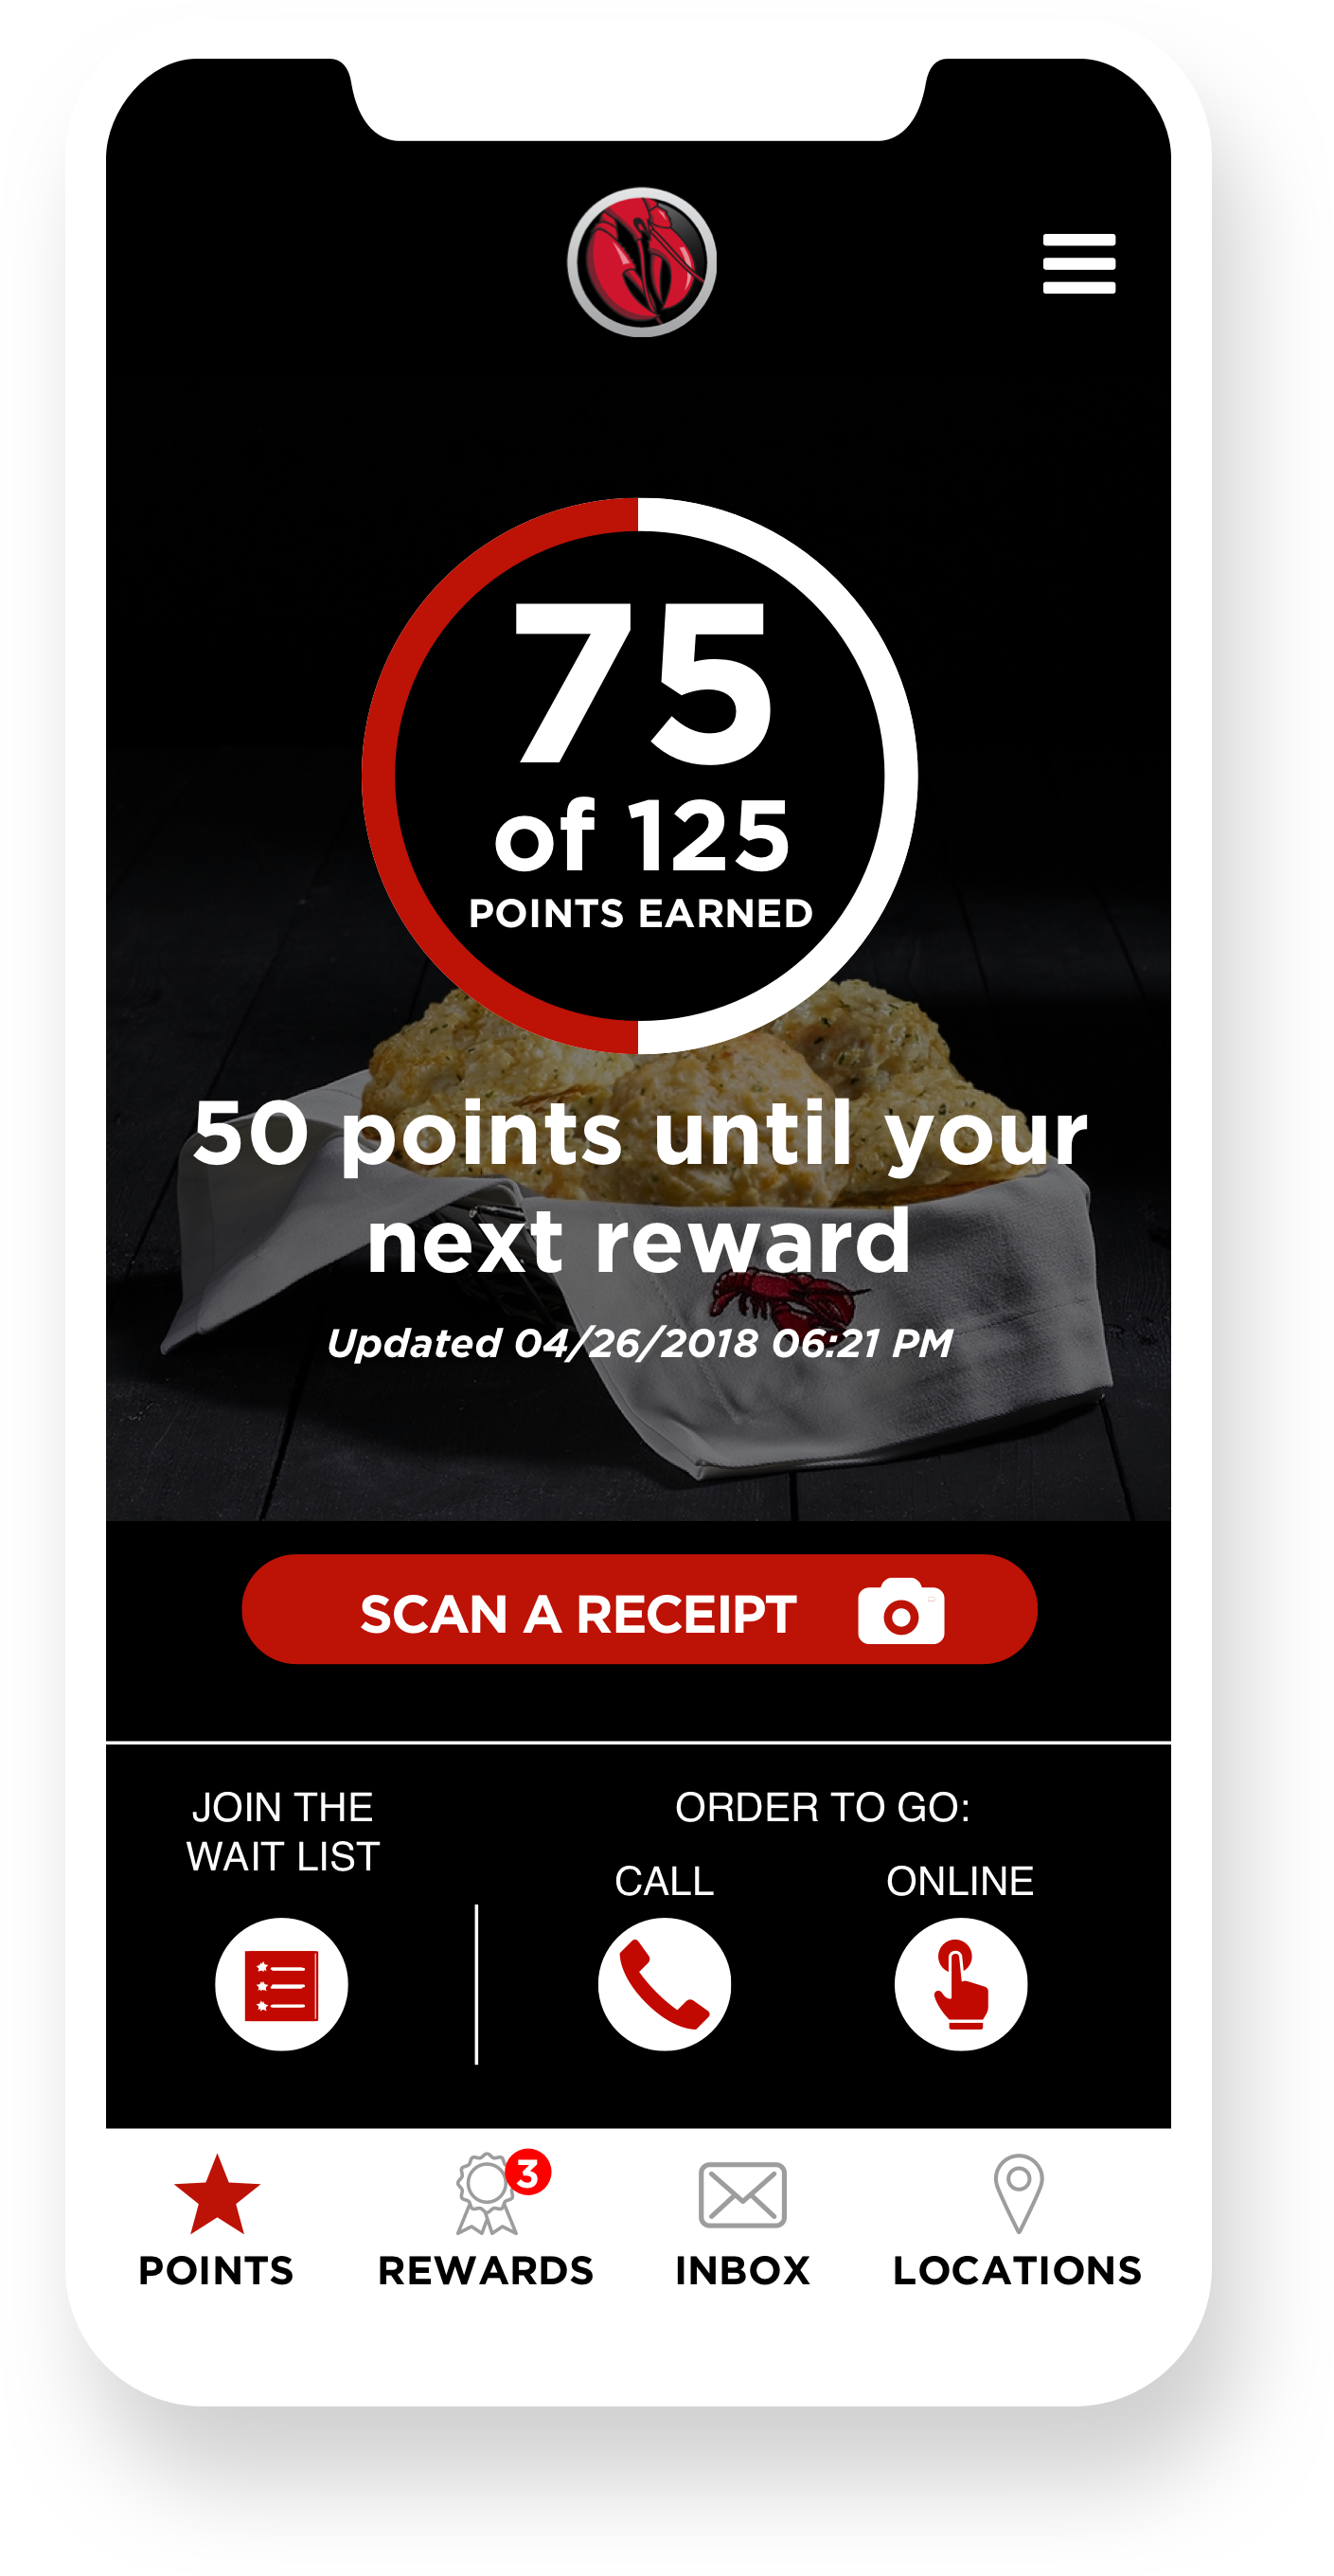 75
of 125
POINTS EARNED
50 points until your
next reward
Updated 04/26/2018 06:21 PM
SCAN A RECEIPT
JOIN THE
WAIT LIST
ORDER TO GO:
CALL
ONLINE
3
POINTS
REWARDS
INBOX
LOCATIONS